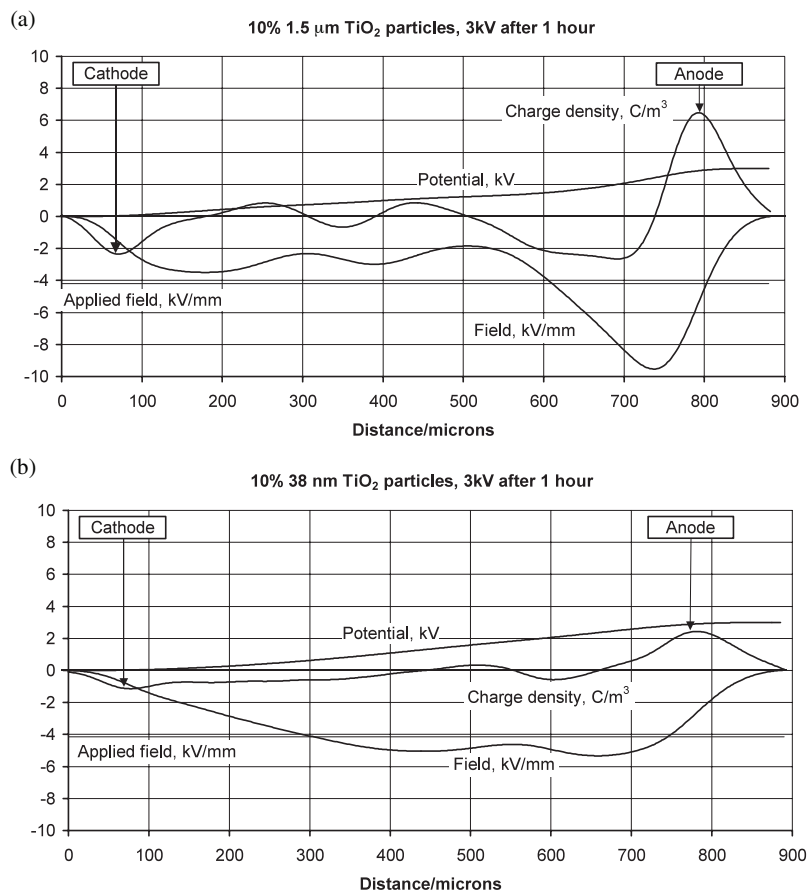 (a)
10% 1.5 μm TiO₂ particles, 3kV after 1 hour
10
8
6
4
2
0
-2
-4
-6
-8
-10
Cathode
Anode
Charge density, C/m³
Potential, kV
Applied field, kV/mm
Field, kV/mm
0 100 200 300 400 500 600 700 800 900
Distance/microns
(b)
10% 38 nm TiO₂ particles, 3kV after 1 hour
10
8
6
4
2
0
-2
-4
-6
-8
-10
Cathode
Anode
Potential, kV
Charge density, C/m³
Applied field, kV/mm
Field, kV/mm
0 100 200 300 400 500 600 700 800 900
Distance/microns